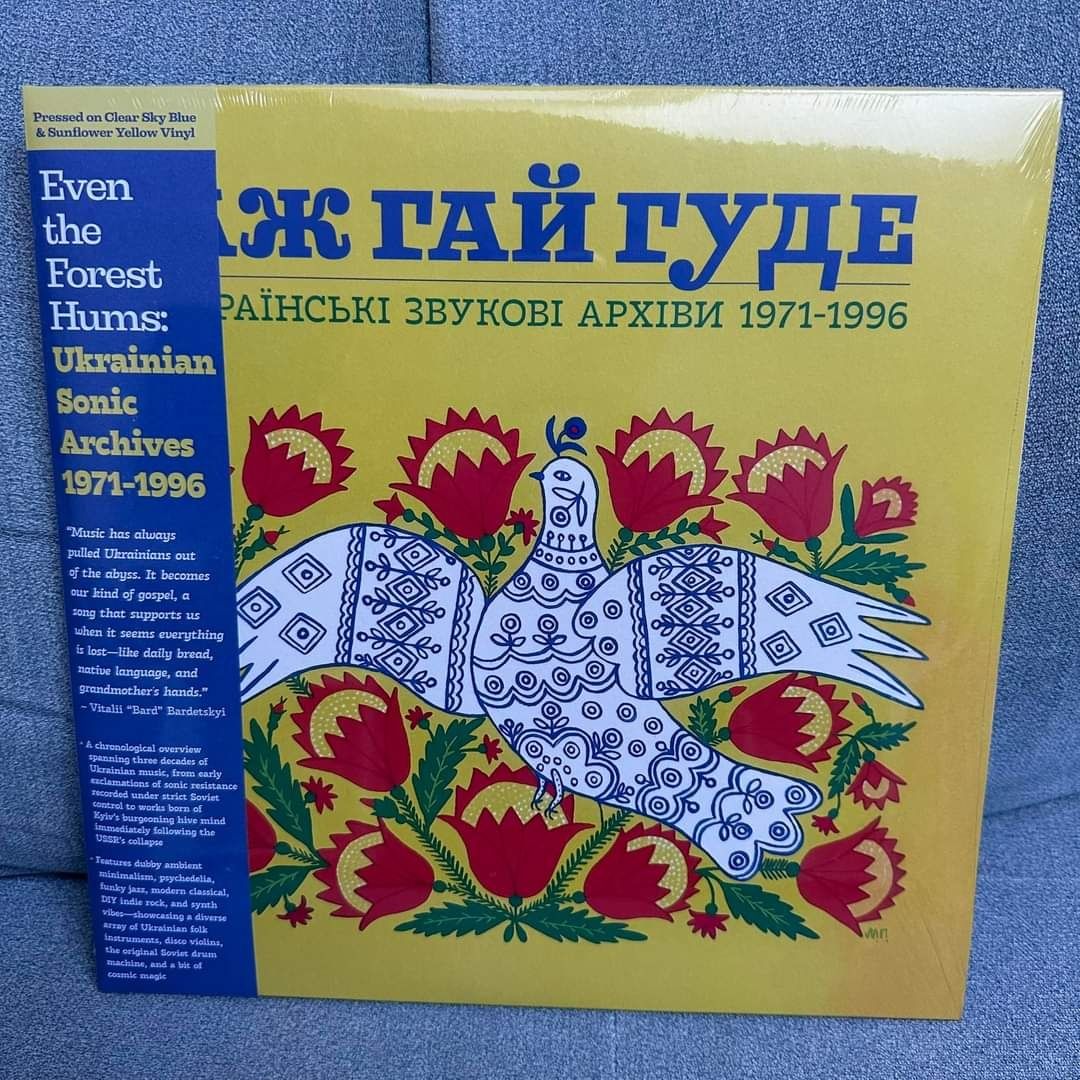 Pressed on Clear Sky Blue
& Sunflower Yellow Vinyl
Even
the
Forest
Hums:
Ukrainian
Sonic
Archives
1971–1996
"Music has always
pulled Ukrainians out
of the abyss. It becomes
our kind of gospel, a
song that supports us
when it seems everything
is lost—like daily bread,
native language, and
grandmother's hands."
– Vitalii "Bard" Bardetskyi
• A chronological overview
spanning three decades of
Ukrainian music, from early
exclamations of sonic resistance
recorded under strict Soviet
control to works born of
Kyiv's burgeoning hive mind
immediately following the
USSR's collapse
• Features dubby ambient
minimalism, psychedelia,
funky jazz, modern classical,
DIY indie rock, and synth
vibes—showcasing a diverse
array of Ukrainian folk
instruments, disco violins,
the original Soviet drum
machine, and a bit of
cosmic magic
АЖ ГАЙ ГУДЕ
РАЇНСЬКІ ЗВУКОВІ АРХІВИ 1971-1996
М.П.